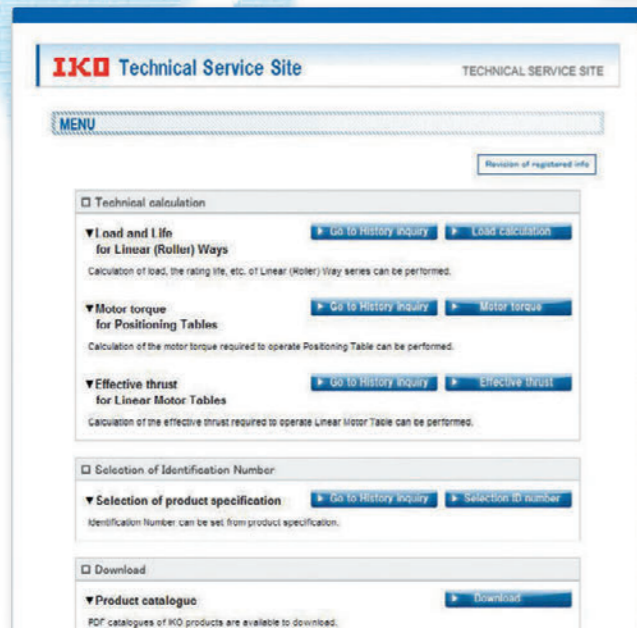 IKO Technical Service Site TECHNICAL SERVICE SITE
MENU
Revision of registered info
Technical calculation
▼Load and Life
for Linear (Roller) Ways
Go to History inquiry Load calculation
Calculation of load, the rating life, etc. of Linear (Roller) Way series can be performed.
▼Motor torque
for Positioning Tables
Go to History inquiry Motor torque
Calculation of the motor torque required to operate Positioning Table can be performed.
▼Effective thrust
for Linear Motor Tables
Go to History inquiry Effective thrust
Calculation of the effective thrust required to operate Linear Motor Table can be performed.
Selection of Identification Number
▼Selection of product specification Go to History inquiry Selection ID number
Identification Number can be set from product specification.
Download
▼Product catalogue Download
PDF catalogues of IKO products are available to download.